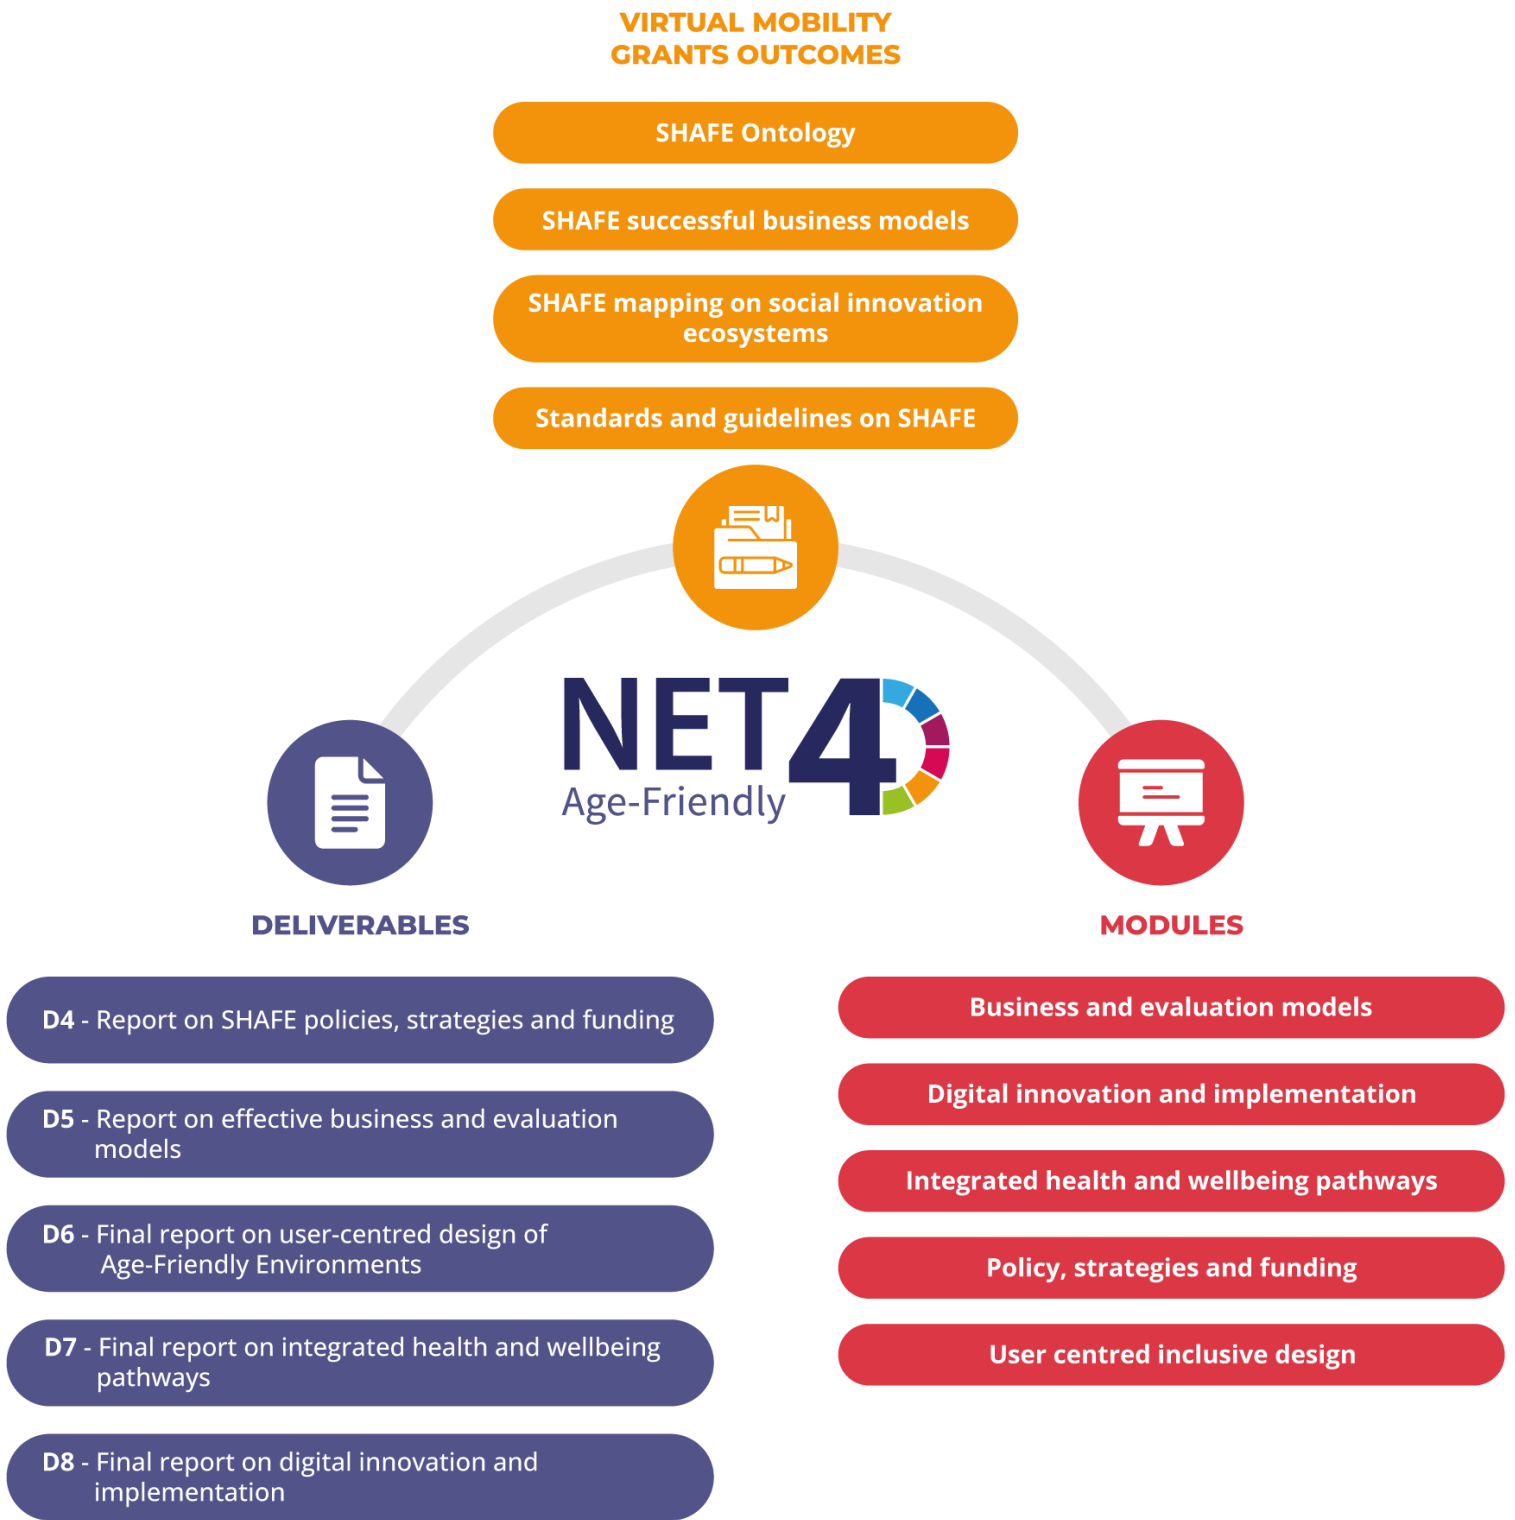 VIRTUAL MOBILITY
GRANTS OUTCOMES
SHAFE Ontology
SHAFE successful business models
SHAFE mapping on social innovation
ecosystems
Standards and guidelines on SHAFE
NET4
Age-Friendly
DELIVERABLES
D4 - Report on SHAFE policies, strategies and funding
D5 - Report on effective business and evaluation
models
D6 - Final report on user-centred design of
Age-Friendly Environments
D7 - Final report on integrated health and wellbeing
pathways
D8 - Final report on digital innovation and
implementation
MODULES
Business and evaluation models
Digital innovation and implementation
Integrated health and wellbeing pathways
Policy, strategies and funding
User centred inclusive design